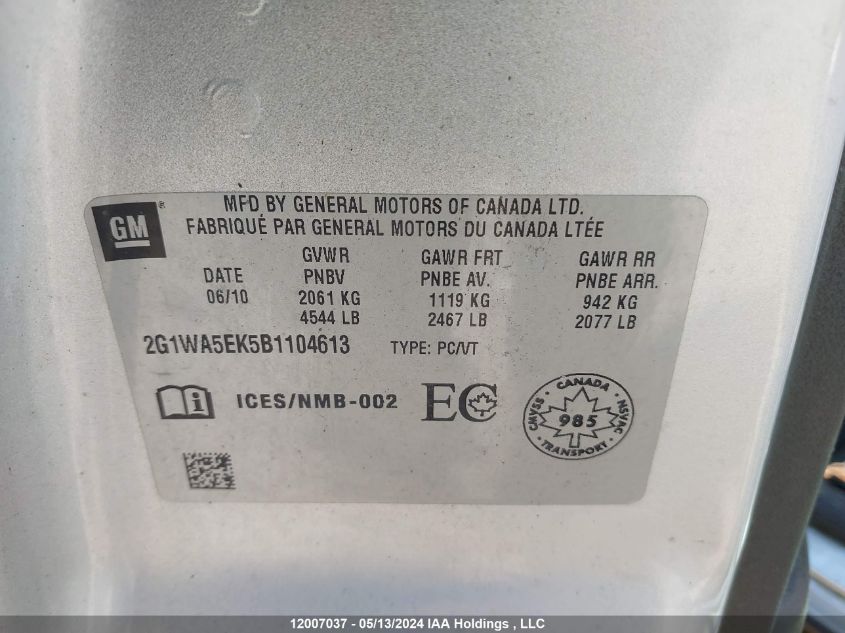 GM ®
MFD BY GENERAL MOTORS OF CANADA LTD.
FABRIQUÉ PAR GENERAL MOTORS DU CANADA LTÉE
GVWR GAWR FRT GAWR RR
DATE PNBV PNBE AV. PNBE ARR.
06/10 2061 KG 1119 KG 942 KG
4544 LB 2467 LB 2077 LB
2G1WA5EK5B1104613 TYPE: PC/VT
i ICES/NMB-002 EC
CANADA
CMVSS 985 NSVAC
TRANSPORT
12007037 - 05/13/2024 IAA Holdings , LLC